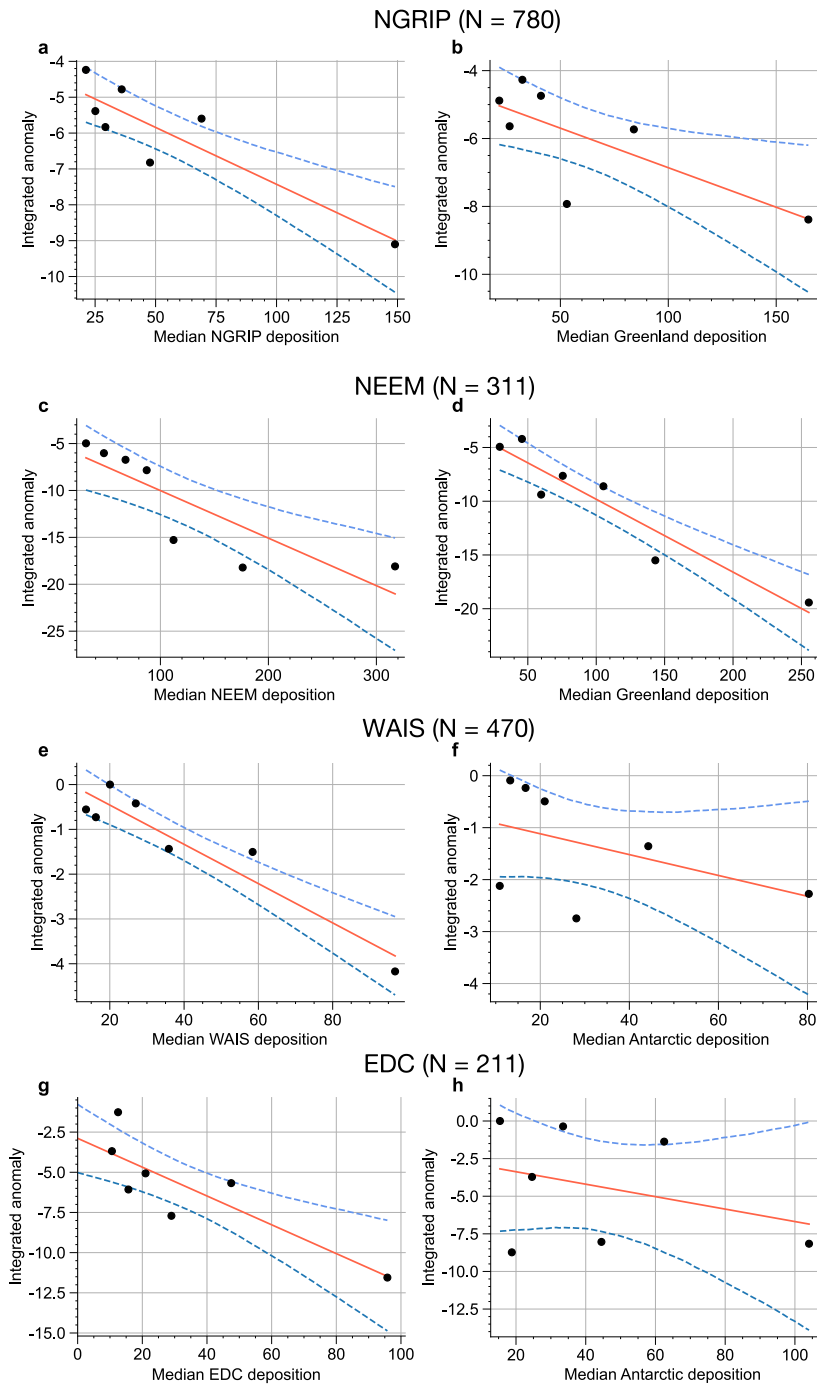 NGRIP (N = 780)
a
b
-4
-5
-6
-7
-8
-9
-10
Integrated anomaly
25
50
75
100
125
150
Median NGRIP deposition
-4
-6
-8
-10
Integrated anomaly
50
100
150
Median Greenland deposition
NEEM (N = 311)
c
d
-5
-10
-15
-20
-25
Integrated anomaly
100
200
300
Median NEEM deposition
-5
-10
-15
-20
Integrated anomaly
50
100
150
200
250
Median Greenland deposition
WAIS (N = 470)
e
f
0
-1
-2
-3
-4
Integrated anomaly
20
40
60
80
Median WAIS deposition
0
-1
-2
-3
-4
Integrated anomaly
20
40
60
80
Median Antarctic deposition
EDC (N = 211)
g
h
-2.5
-5.0
-7.5
-10.0
-12.5
-15.0
Integrated anomaly
0
20
40
60
80
100
Median EDC deposition
0.0
-2.5
-5.0
-7.5
-10.0
-12.5
Integrated anomaly
20
40
60
80
100
Median Antarctic deposition